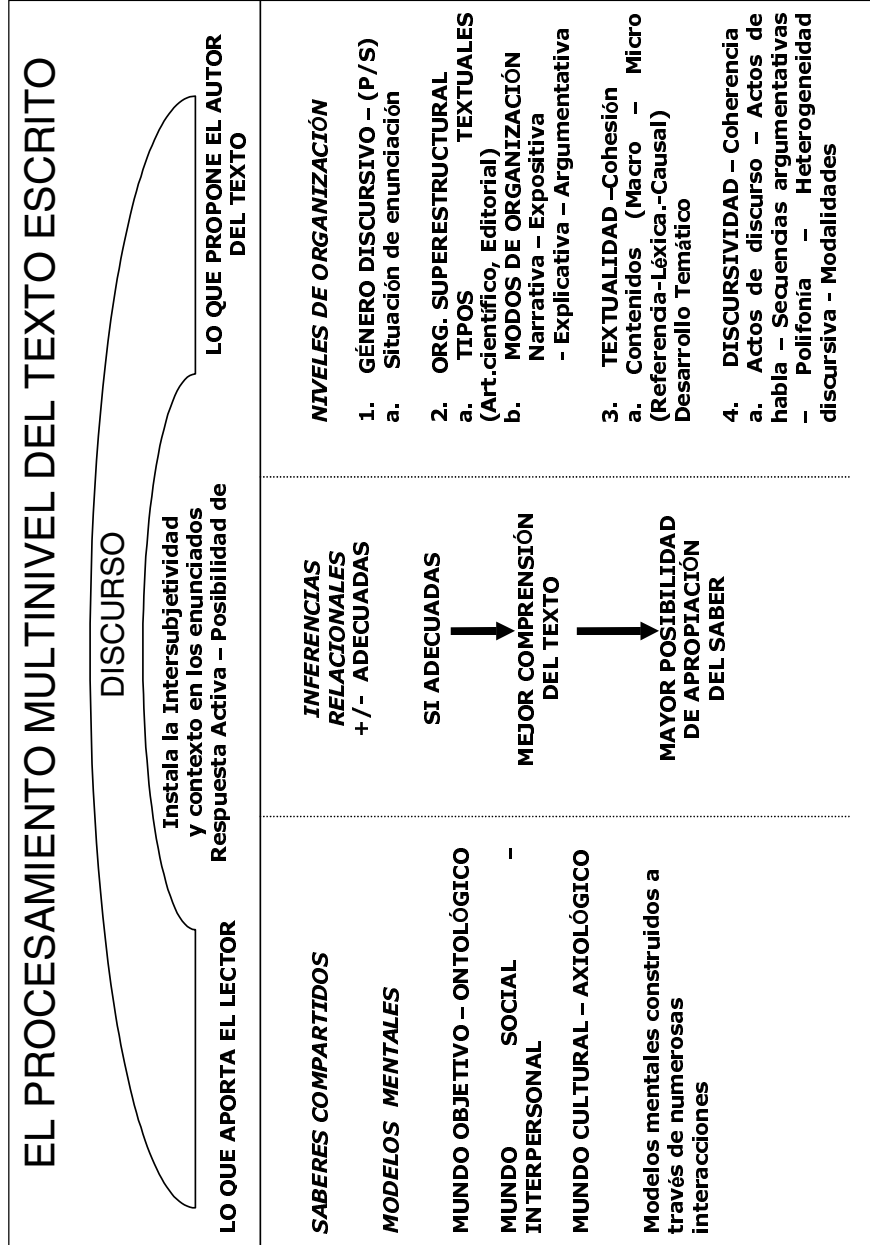 EL PROCESAMIENTO MULTINIVEL DEL TEXTO ESCRITO
DISCURSO
LO QUE APORTA EL LECTOR
Instala la Intersubjetividad
y contexto en los enunciados
Respuesta Activa – Posibilidad de
LO QUE PROPONE EL AUTOR
DEL TEXTO
SABERES COMPARTIDOS
MODELOS MENTALES
MUNDO OBJETIVO – ONTOLÓGICO
MUNDO SOCIAL -
INTERPERSONAL
MUNDO CULTURAL – AXIOLÓGICO
Modelos mentales construidos a
través de numerosas
interacciones
INFERENCIAS
RELACIONALES
+/- ADECUADAS
SI ADECUADAS
MEJOR COMPRENSIÓN
DEL TEXTO
MAYOR POSIBILIDAD
DE APROPIACIÓN
DEL SABER
NIVELES DE ORGANIZACIÓN
1. GÉNERO DISCURSIVO – (P/S)
a. Situación de enunciación
2. ORG. SUPERESTRUCTURAL
a. TIPOS TEXTUALES
(Art.científico, Editorial)
b. MODOS DE ORGANIZACIÓN
Narrativa – Expositiva
- Explicativa – Argumentativa
3. TEXTUALIDAD –Cohesión
a. Contenidos (Macro – Micro
(Referencia-Léxica.-Causal)
Desarrollo Temático
4. DISCURSIVIDAD – Coherencia
a. Actos de discurso – Actos de
habla – Secuencias argumentativas
– Polifonía – Heterogeneidad
discursiva - Modalidades